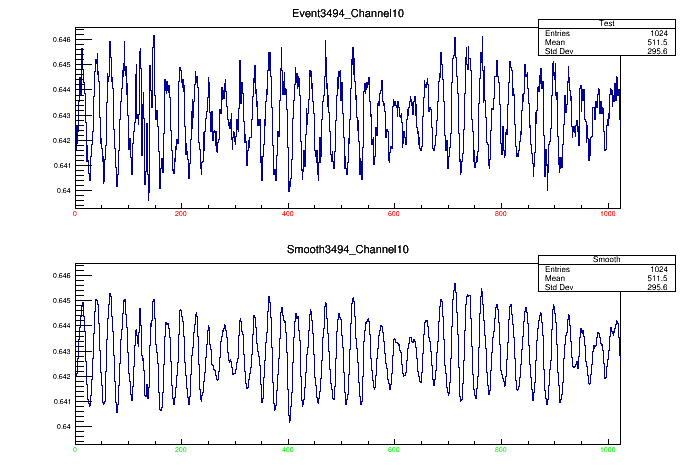 Event3494_Channel10
Test
Entries 1024
Mean 511.5
Std Dev 295.6
0.646
0.645
0.644
0.643
0.642
0.641
0.64
0 200 400 600 800 1000
Smooth3494_Channel10
Smooth
Entries 1024
Mean 511.5
Std Dev 295.6
0.646
0.645
0.644
0.643
0.642
0.641
0.64
0 200 400 600 800 1000